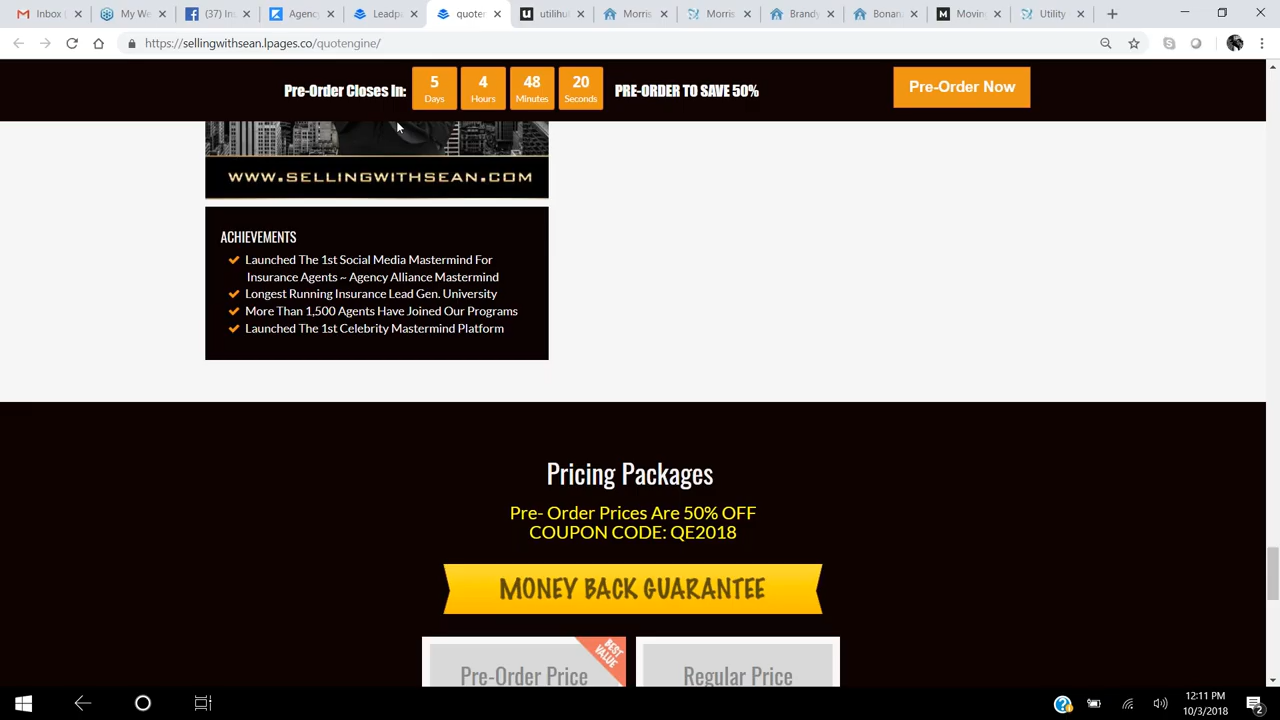 Inbox (
My We
(37) In
Agency
Leadp
quoter
utilihu
Morris
Morris
Brandy
Bonan
Movin
Utility
https://sellingwithsean.lpages.co/quotengine/
Pre-Order Closes In:
5 Days
4 Hours
48 Minutes
20 Seconds
PRE-ORDER TO SAVE 50%
Pre-Order Now
WWW.SELLINGWITHSEAN.COM
ACHIEVEMENTS
Launched The 1st Social Media Mastermind For
Insurance Agents ~ Agency Alliance Mastermind
Longest Running Insurance Lead Gen. University
More Than 1,500 Agents Have Joined Our Programs
Launched The 1st Celebrity Mastermind Platform
Pricing Packages
Pre- Order Prices Are 50% OFF
COUPON CODE: QE2018
MONEY BACK GUARANTEE
BEST VALUE
Pre-Order Price
Regular Price
12:11 PM
10/3/2018
2